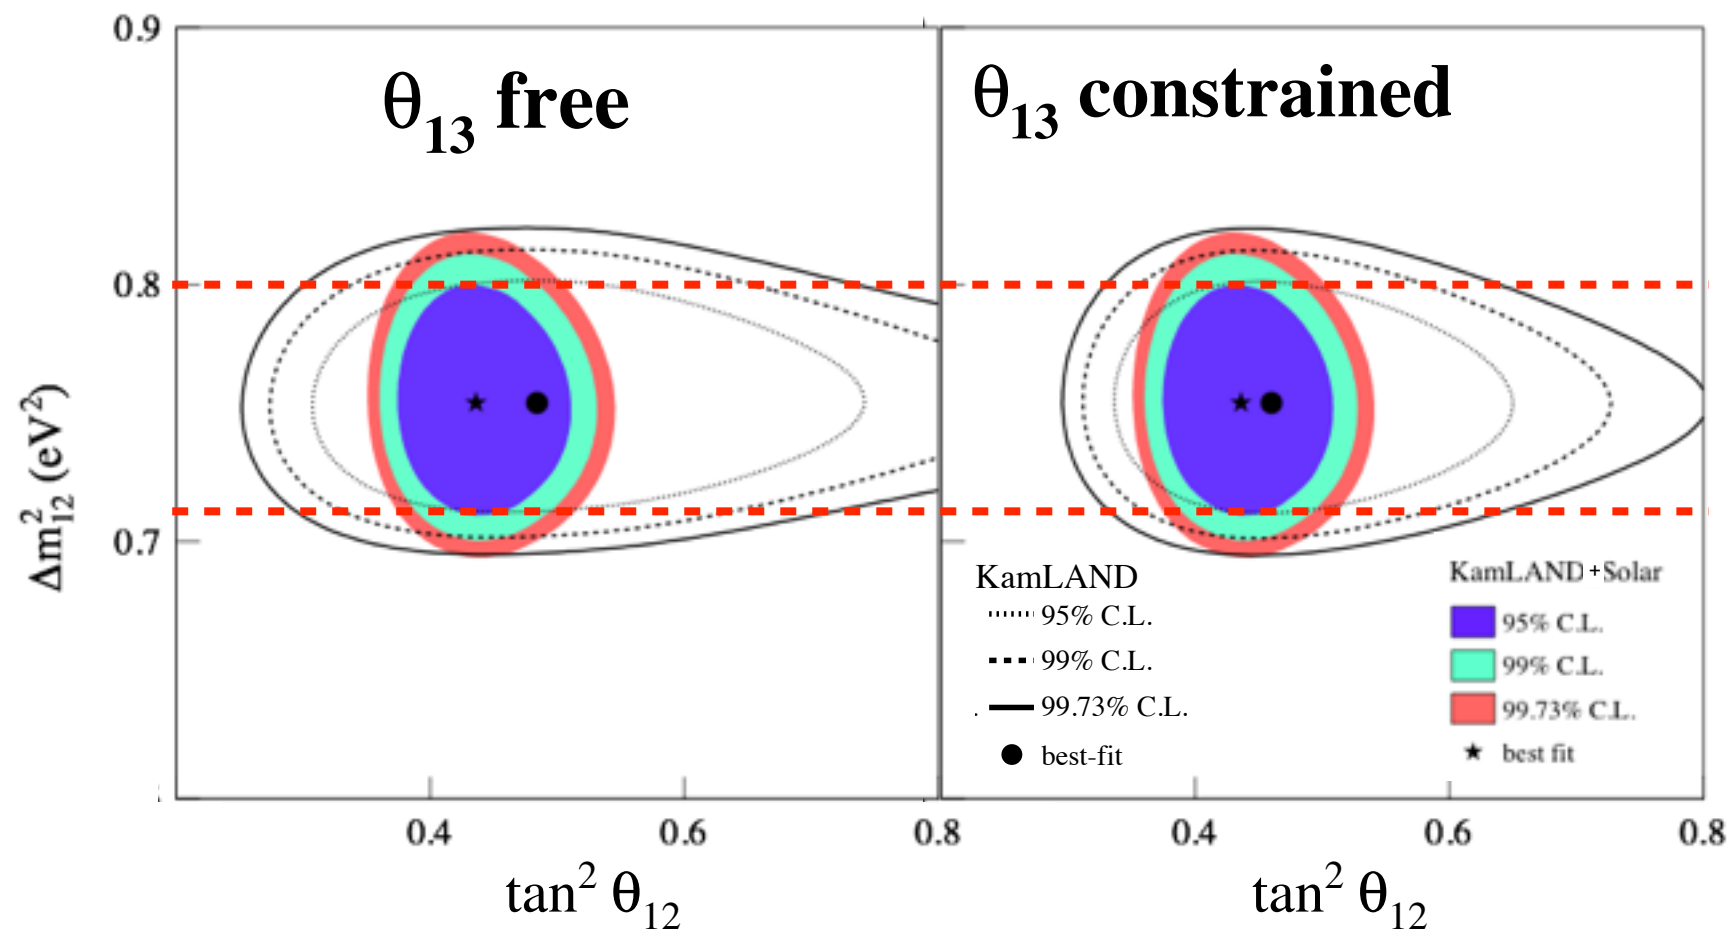 θ13 free
θ13 constrained
0.9
0.8
0.7
Δm²12 (eV²)
KamLAND
95% C.L.
99% C.L.
99.73% C.L.
best-fit
KamLAND +Solar
95% C.L.
99% C.L.
99.73% C.L.
best fit
0.4
0.6
0.8
0.4
0.6
0.8
tan² θ12
tan² θ12